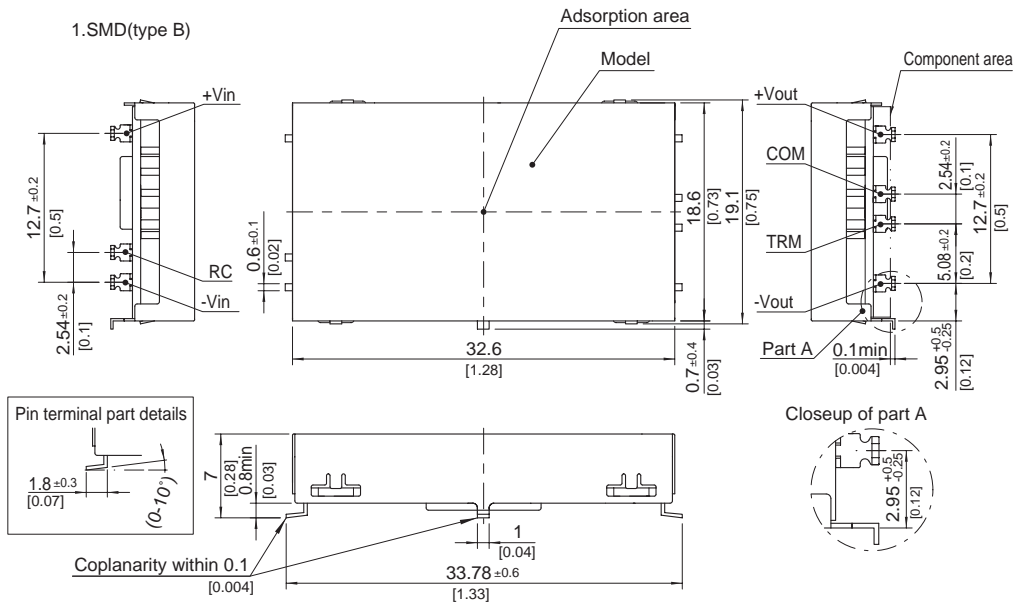 1.SMD(type B)
Adsorption area
Model
Component area
+Vin
RC
-Vin
12.7 ±0.2
[0.5]
2.54±0.2
[0.1]
0.6±0.1
[0.02]
18.6
[0.73]
19.1
[0.75]
32.6
[1.28]
0.7±0.4
[0.03]
+Vout
COM
TRM
-Vout
Part A
2.54±0.2
[0.1]
12.7 ±0.2
[0.5]
5.08±0.2
[0.2]
0.1min
[0.004]
2.95 +0.5 -0.25
[0.12]
Pin terminal part details
1.8 ±0.3
[0.07]
(0-10°)
7
[0.28]
0.8min
[0.03]
Coplanarity within 0.1
[0.004]
1
[0.04]
33.78 ±0.6
[1.33]
Closeup of part A
2.95 +0.5 -0.25
[0.12]